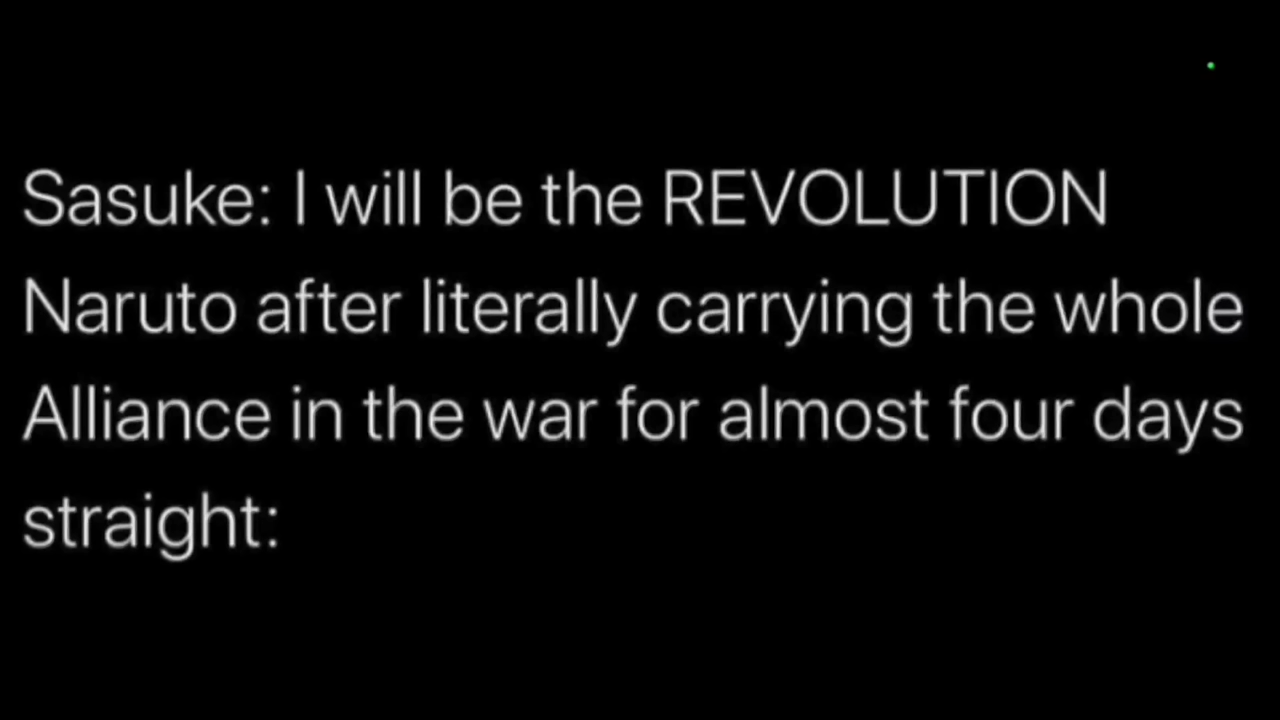 Sasuke: I will be the REVOLUTION
Naruto after literally carrying the whole
Alliance in the war for almost four days
straight: